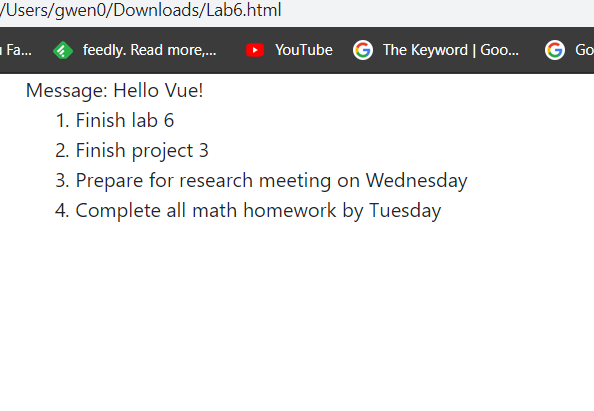 /Users/gwen0/Downloads/Lab6.html
Fa... feedly. Read more,... YouTube The Keyword | Goo... Go
Message: Hello Vue!
1. Finish lab 6
2. Finish project 3
3. Prepare for research meeting on Wednesday
4. Complete all math homework by Tuesday